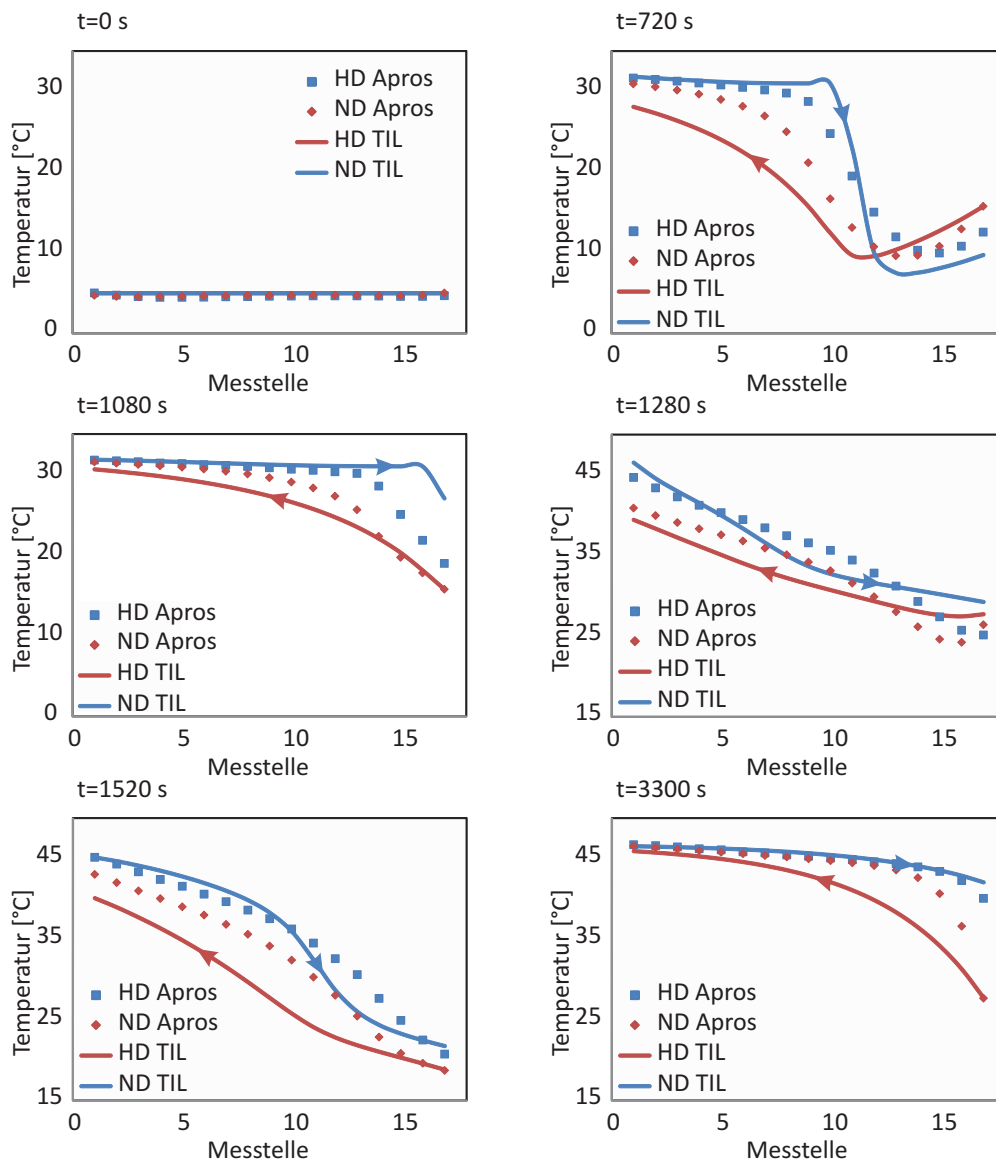 t=0 s
Temperatur [°C]
30
20
10
0
HD Apros
ND Apros
HD TIL
ND TIL
0
5
10
15
Messtelle
t=720 s
Temperatur [°C]
30
20
10
0
HD Apros
ND Apros
HD TIL
ND TIL
0
5
10
15
Messtelle
t=1080 s
Temperatur [°C]
30
20
10
0
HD Apros
ND Apros
HD TIL
ND TIL
0
5
10
15
Messtelle
t=1280 s
Temperatur [°C]
45
35
25
15
HD Apros
ND Apros
HD TIL
ND TIL
0
5
10
15
Messtelle
t=1520 s
Temperatur [°C]
45
35
25
15
HD Apros
ND Apros
HD TIL
ND TIL
0
5
10
15
Messtelle
t=3300 s
Temperatur [°C]
45
35
25
15
HD Apros
ND Apros
HD TIL
ND TIL
0
5
10
15
Messtelle